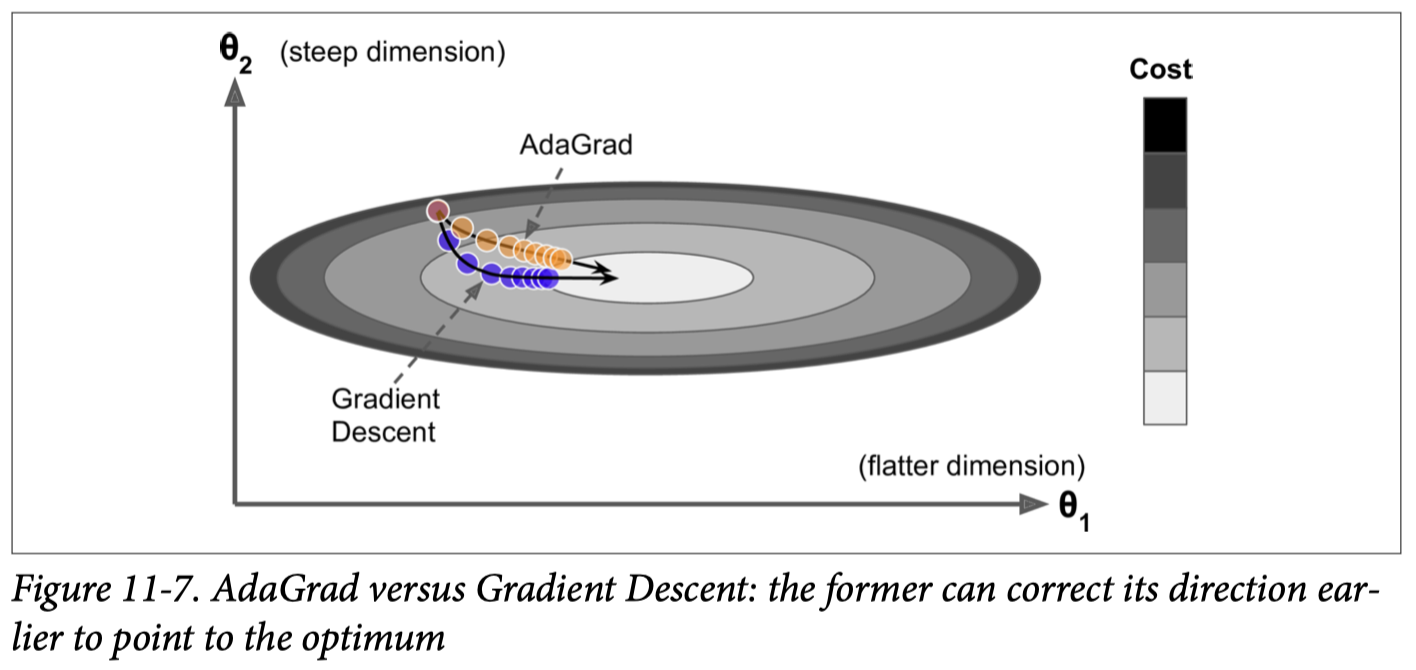 θ2 (steep dimension)
Cost
AdaGrad
Gradient
Descent
(flatter dimension)
θ1
Figure 11-7. AdaGrad versus Gradient Descent: the former can correct its direction ear-
lier to point to the optimum